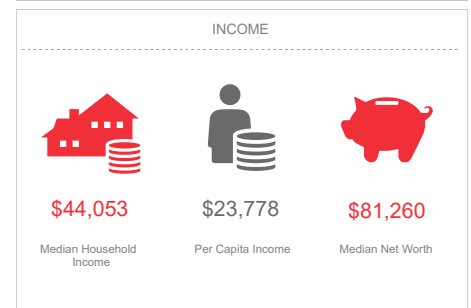 INCOME
$44,053
$23,778
$81,260
Median Household
Income
Per Capita Income
Median Net Worth